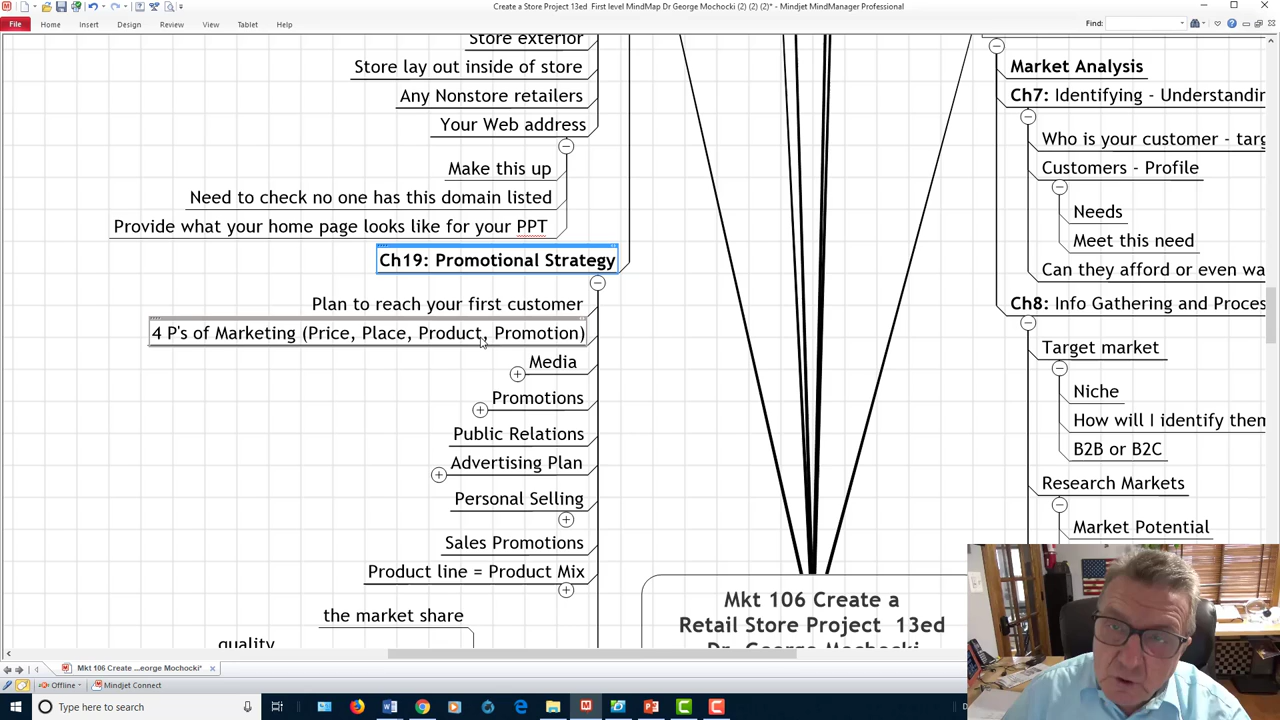 Create a Store Project 13ed First level MindMap Dr George Mochocki (2) (2) (2)* - Mindjet MindManager Professional
File Home Insert Design Review View Tablet Help
Find:
Store exterior
Store lay out inside of store
Any Nonstore retailers
Your Web address
Make this up
Need to check no one has this domain listed
Provide what your home page looks like for your PPT
Ch19: Promotional Strategy
Plan to reach your first customer
4 P's of Marketing (Price, Place, Product, Promotion)
Media
Promotions
Public Relations
Advertising Plan
Personal Selling
Sales Promotions
Product line = Product Mix
the market share
quality
Market Analysis
Ch7: Identifying - Understandin
Who is your customer - targ
Customers - Profile
Needs
Meet this need
Can they afford or even wa
Ch8: Info Gathering and Proces
Target market
Niche
How will I identify them
B2B or B2C
Research Markets
Market Potential
Mkt 106 Create a
Retail Store Project 13ed
Dr. George Mochocki
Mkt 106 Create ...eorge Mochocki*
Offline
Mindjet Connect
Type here to search